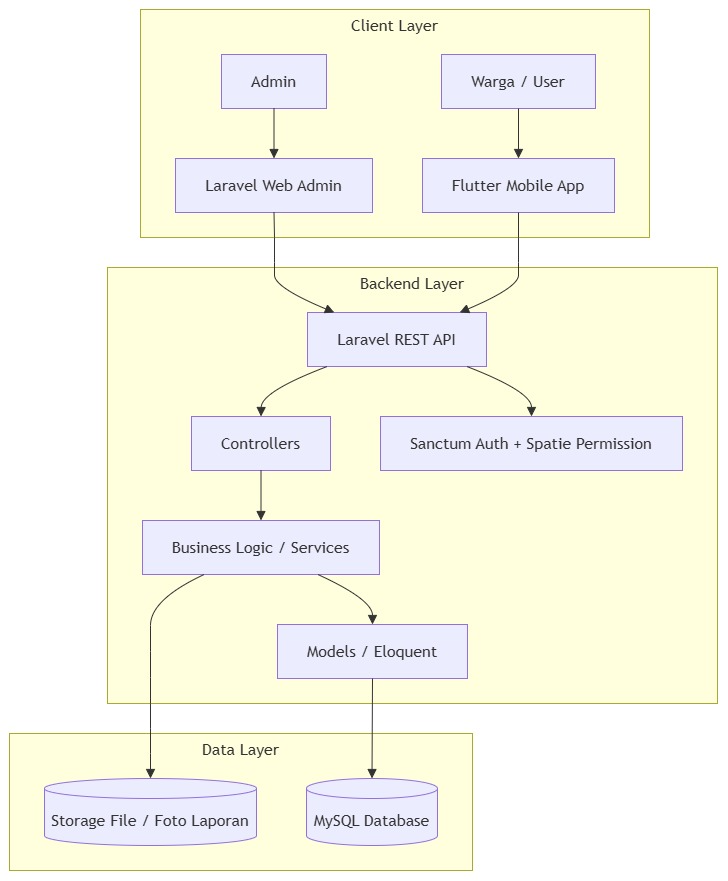 Client Layer
Admin
Warga / User
Laravel Web Admin
Flutter Mobile App
Backend Layer
Laravel REST API
Controllers
Sanctum Auth + Spatie Permission
Business Logic / Services
Models / Eloquent
Data Layer
Storage File / Foto Laporan
MySQL Database